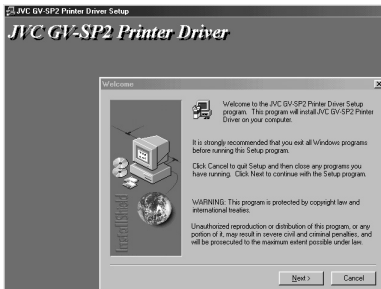 JVC GV-SP2 Printer Driver Setup
JVC GV-SP2 Printer Driver
Welcome
Welcome to the JVC GV-SP2 Printer Driver Setup
program. This program will install JVC GV-SP2 Printer
Driver on your computer.
It is strongly recommended that you exit all Windows programs
before running this Setup program.
Click Cancel to quit Setup and then close any programs you
have running. Click Next to continue with the Setup program.
WARNING: This program is protected by copyright law and
international treaties.
Unauthorized reproduction or distribution of this program, or any
portion of it, may result in severe civil and criminal penalties, and
will be prosecuted to the maximum extent possible under law.
InstallShield
Next >
Cancel